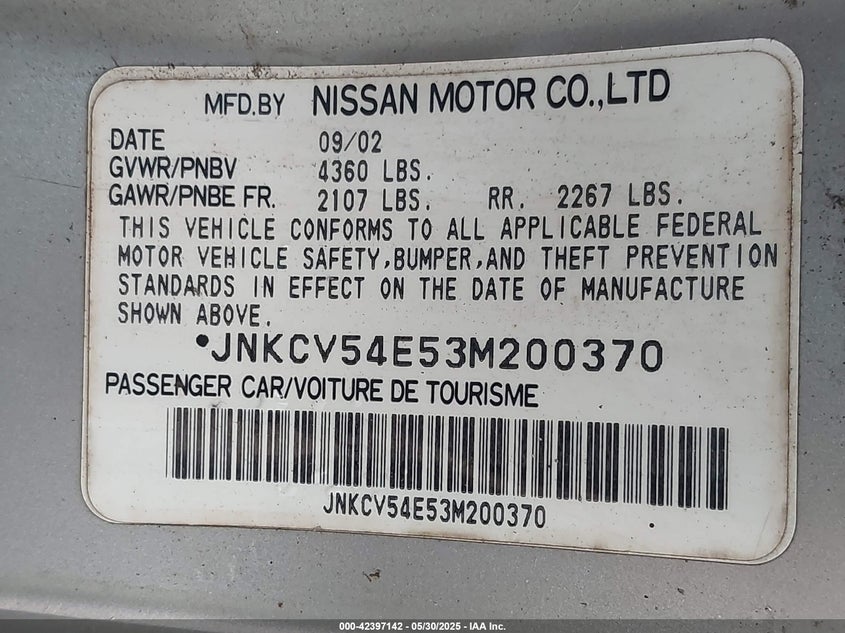 MFD.BY NISSAN MOTOR CO.,LTD
DATE 09/02
GVWR/PNBV 4360 LBS.
GAWR/PNBE FR. 2107 LBS. RR. 2267 LBS.
THIS VEHICLE CONFORMS TO ALL APPLICABLE FEDERAL
MOTOR VEHICLE SAFETY,BUMPER,AND THEFT PREVENTION
STANDARDS IN EFFECT ON THE DATE OF MANUFACTURE
SHOWN ABOVE.
•JNKCV54E53M200370
PASSENGER CAR/VOITURE DE TOURISME
JNKCV54E53M200370
000-42397142 - 05/30/2025 - IAA Inc.